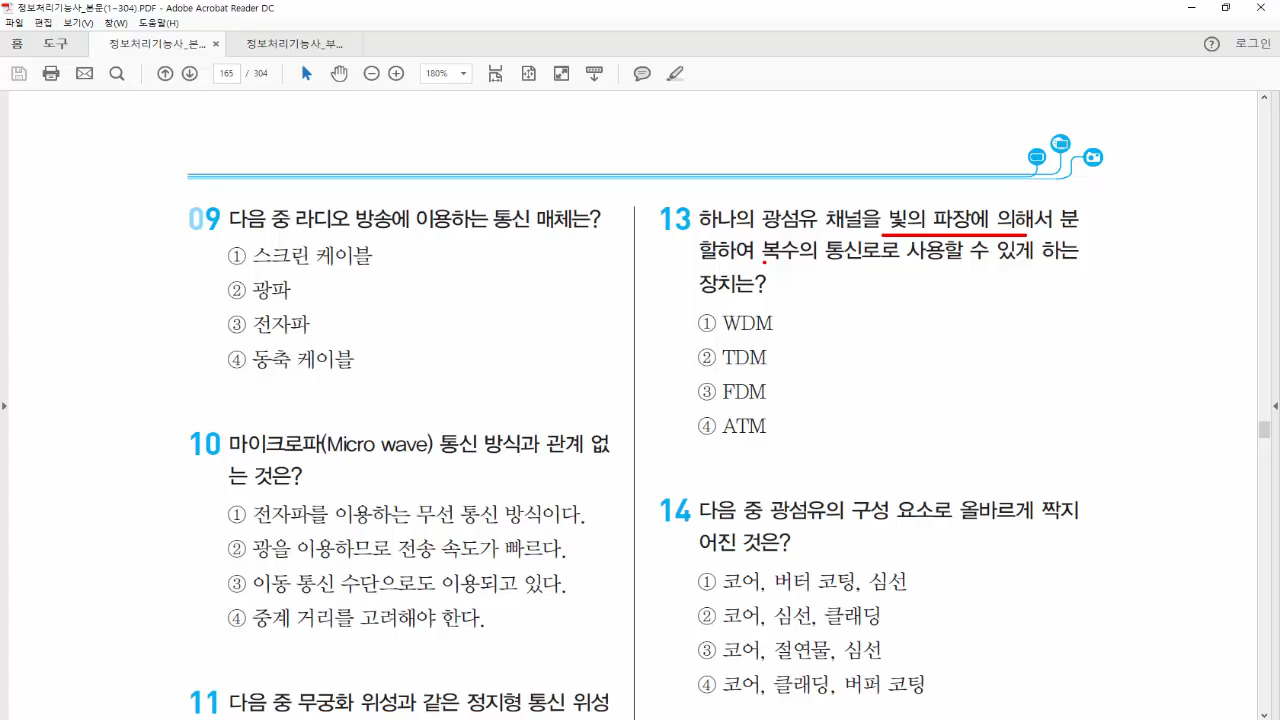 정보처리기능사_본문(1~304).PDF - Adobe Acrobat Reader DC
파일 편집 보기(V) 창(W) 도움말(H)
홈 도구 정보처리기능사_본... × 정보처리기능사_부... ? 로그인
165 / 304 180%
09 다음 중 라디오 방송에 이용하는 통신 매체는?
① 스크린 케이블
② 광파
③ 전자파
④ 동축 케이블
10 마이크로파(Micro wave) 통신 방식과 관계 없
는 것은?
① 전자파를 이용하는 무선 통신 방식이다.
② 광을 이용하므로 전송 속도가 빠르다.
③ 이동 통신 수단으로도 이용되고 있다.
④ 중계 거리를 고려해야 한다.
11 다음 중 무궁화 위성과 같은 정지형 통신 위성
13 하나의 광섬유 채널을 빛의 파장에 의해서 분
할하여 복수의 통신로로 사용할 수 있게 하는
장치는?
① WDM
② TDM
③ FDM
④ ATM
14 다음 중 광섬유의 구성 요소로 올바르게 짝지
어진 것은?
① 코어, 버터 코팅, 심선
② 코어, 심선, 클래딩
③ 코어, 절연물, 심선
④ 코어, 클래딩, 버퍼 코팅